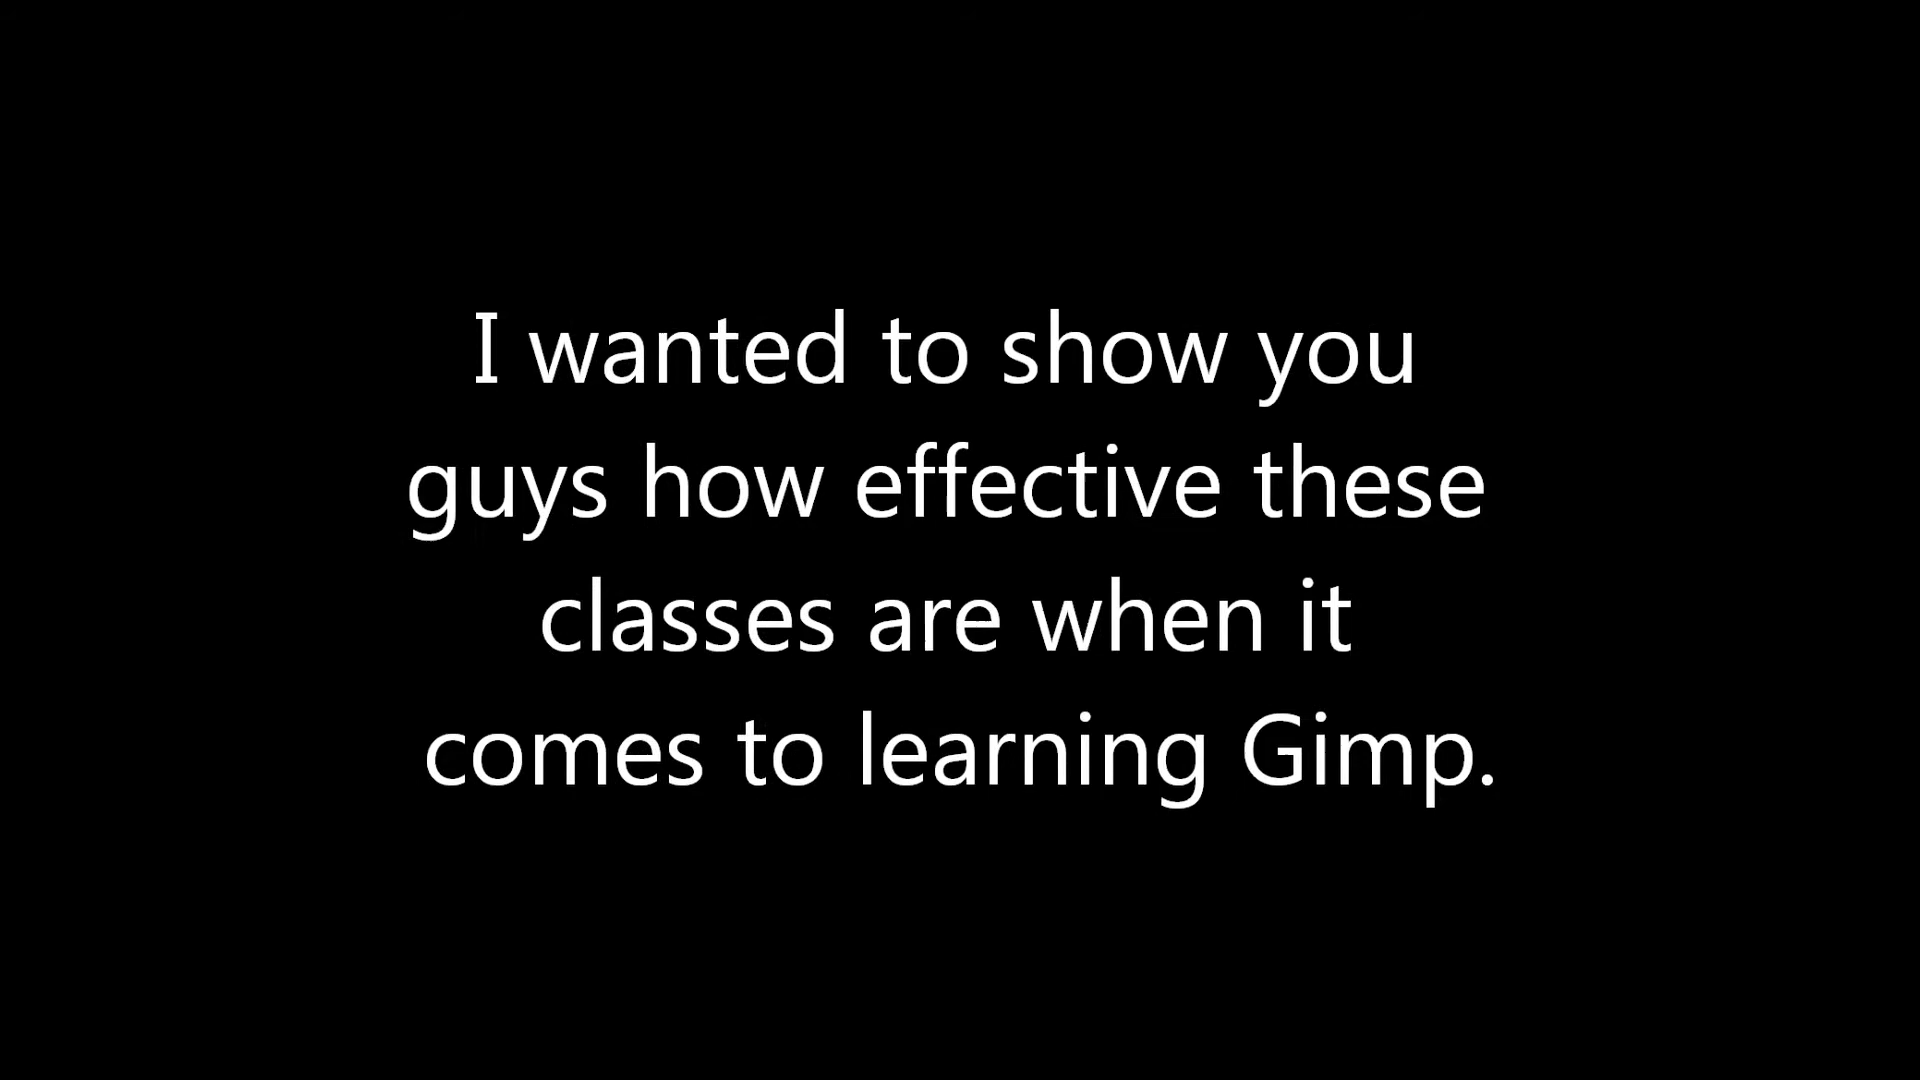 I wanted to show you
guys how effective these
classes are when it
comes to learning Gimp.